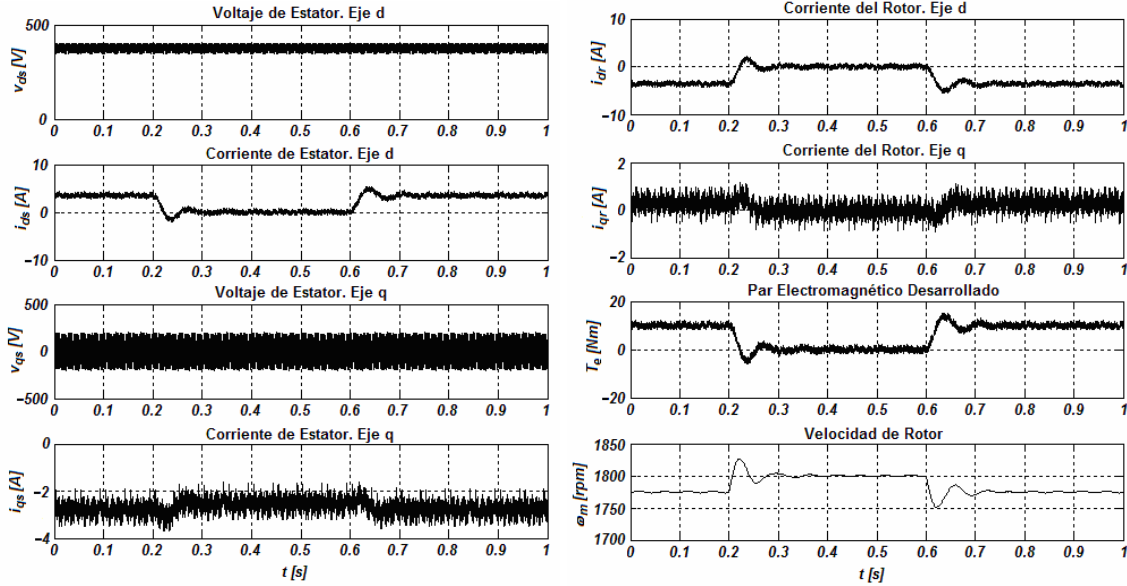 Voltaje de Estator. Eje d
500
0
v_ds [V]
0 0.1 0.2 0.3 0.4 0.5 0.6 0.7 0.8 0.9 1
Corriente de Estator. Eje d
10
0
−10
i_ds [A]
0 0.1 0.2 0.3 0.4 0.5 0.6 0.7 0.8 0.9 1
Voltaje de Estator. Eje q
500
0
−500
v_qs [V]
0 0.1 0.2 0.3 0.4 0.5 0.6 0.7 0.8 0.9 1
Corriente de Estator. Eje q
0
−2
−4
i_qs [A]
0 0.1 0.2 0.3 0.4 0.5 0.6 0.7 0.8 0.9 1
t [s]
Corriente del Rotor. Eje d
10
0
−10
i_dr [A]
0 0.1 0.2 0.3 0.4 0.5 0.6 0.7 0.8 0.9 1
Corriente del Rotor. Eje q
2
0
−2
i_qr [A]
0 0.1 0.2 0.3 0.4 0.5 0.6 0.7 0.8 0.9 1
Par Electromagnético Desarrollado
20
0
−20
T_e [Nm]
0 0.1 0.2 0.3 0.4 0.5 0.6 0.7 0.8 0.9 1
Velocidad de Rotor
1850
1800
1750
1700
ω_m [rpm]
0 0.1 0.2 0.3 0.4 0.5 0.6 0.7 0.8 0.9 1
t [s]